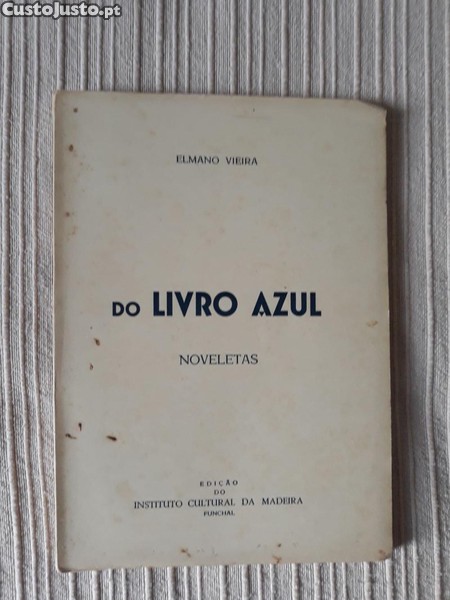 CustoJusto.pt
ELMANO VIEIRA
DO LIVRO AZUL
NOVELETAS
EDIÇÃO
DO
INSTITUTO CULTURAL DA MADEIRA
FUNCHAL